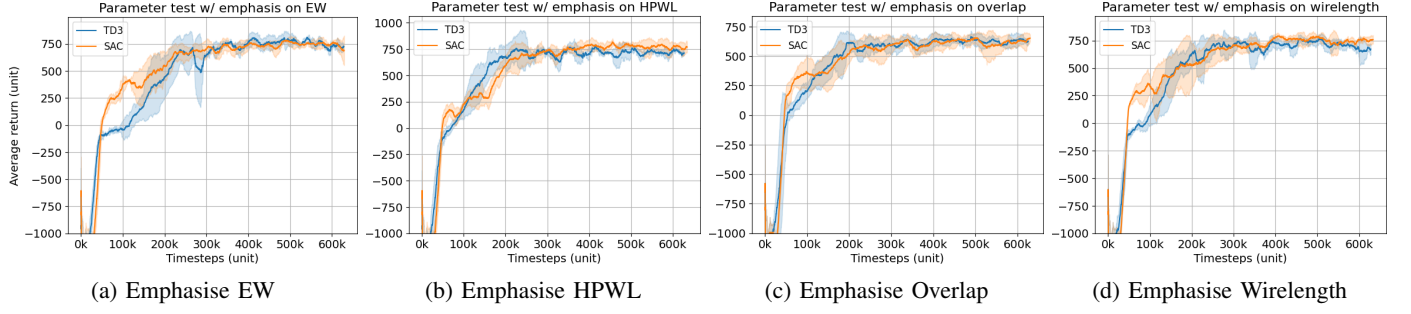 Parameter test w/ emphasis on EW
TD3
SAC
750
500
250
0
−250
−500
−750
−1000
Average return (unit)
0k 100k 200k 300k 400k 500k 600k
Timesteps (unit)
(a) Emphasise EW
Parameter test w/ emphasis on HPWL
TD3
SAC
1000
750
500
250
0
−250
−500
−750
−1000
0k 100k 200k 300k 400k 500k 600k
Timesteps (unit)
(b) Emphasise HPWL
Parameter test w/ emphasis on overlap
TD3
SAC
750
500
250
0
−250
−500
−750
−1000
0k 100k 200k 300k 400k 500k 600k
Timesteps (unit)
(c) Emphasise Overlap
Parameter test w/ emphasis on wirelength
TD3
SAC
750
500
250
0
−250
−500
−750
−1000
0k 100k 200k 300k 400k 500k 600k
Timesteps (unit)
(d) Emphasise Wirelength